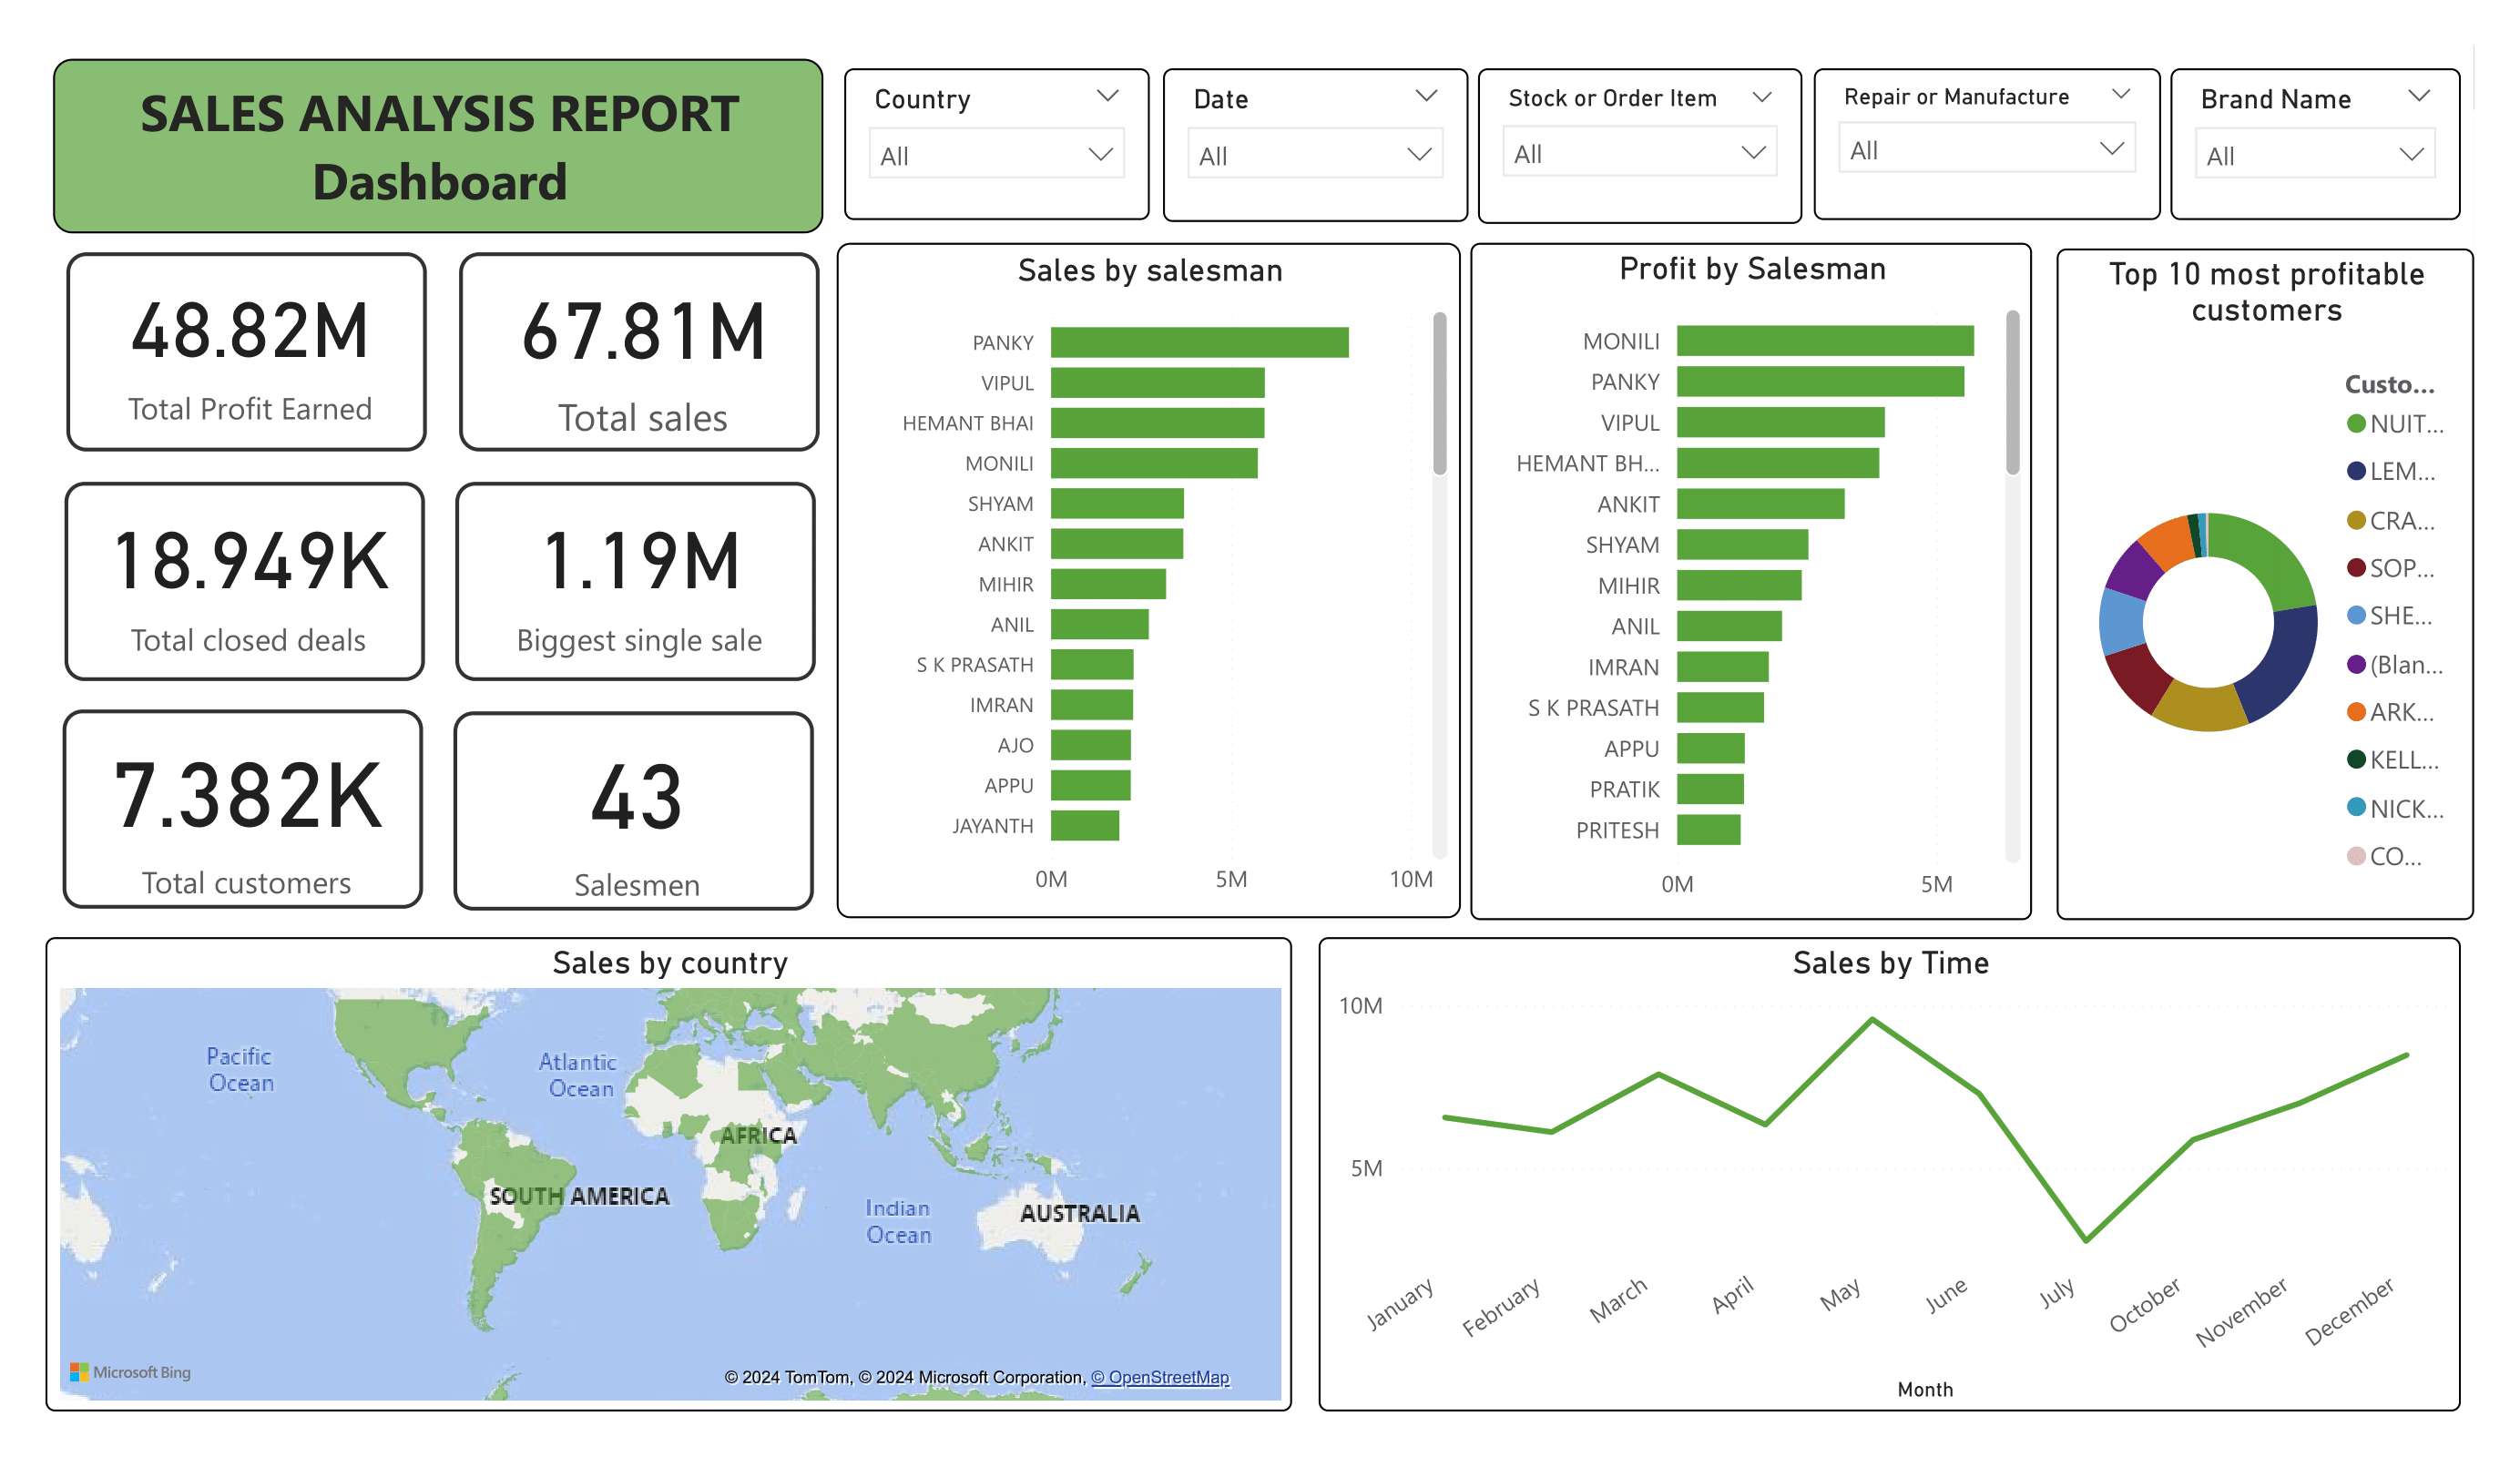 SALES ANALYSIS REPORT
Dashboard
Country
All
Date
All
Stock or Order Item
All
Repair or Manufacture
All
Brand Name
All
48.82M
Total Profit Earned
67.81M
Total sales
18.949K
Total closed deals
1.19M
Biggest single sale
7.382K
Total customers
43
Salesmen
Sales by salesman
PANKY
VIPUL
HEMANT BHAI
MONILI
SHYAM
ANKIT
MIHIR
ANIL
S K PRASATH
IMRAN
AJO
APPU
JAYANTH
0M 5M 10M
Profit by Salesman
MONILI
PANKY
VIPUL
HEMANT BH...
ANKIT
SHYAM
MIHIR
ANIL
IMRAN
S K PRASATH
APPU
PRATIK
PRITESH
0M 5M
Top 10 most profitable
customers
Custo...
NUIT...
LEM...
CRA...
SOP...
SHE...
(Blan...
ARK...
KELL...
NICK...
CO...
Sales by country
Pacific
Ocean
Atlantic
Ocean
AFRICA
SOUTH AMERICA
Indian
Ocean
AUSTRALIA
Microsoft Bing
© 2024 TomTom, © 2024 Microsoft Corporation, © OpenStreetMap
Sales by Time
10M
5M
January February March April May June July October November December
Month